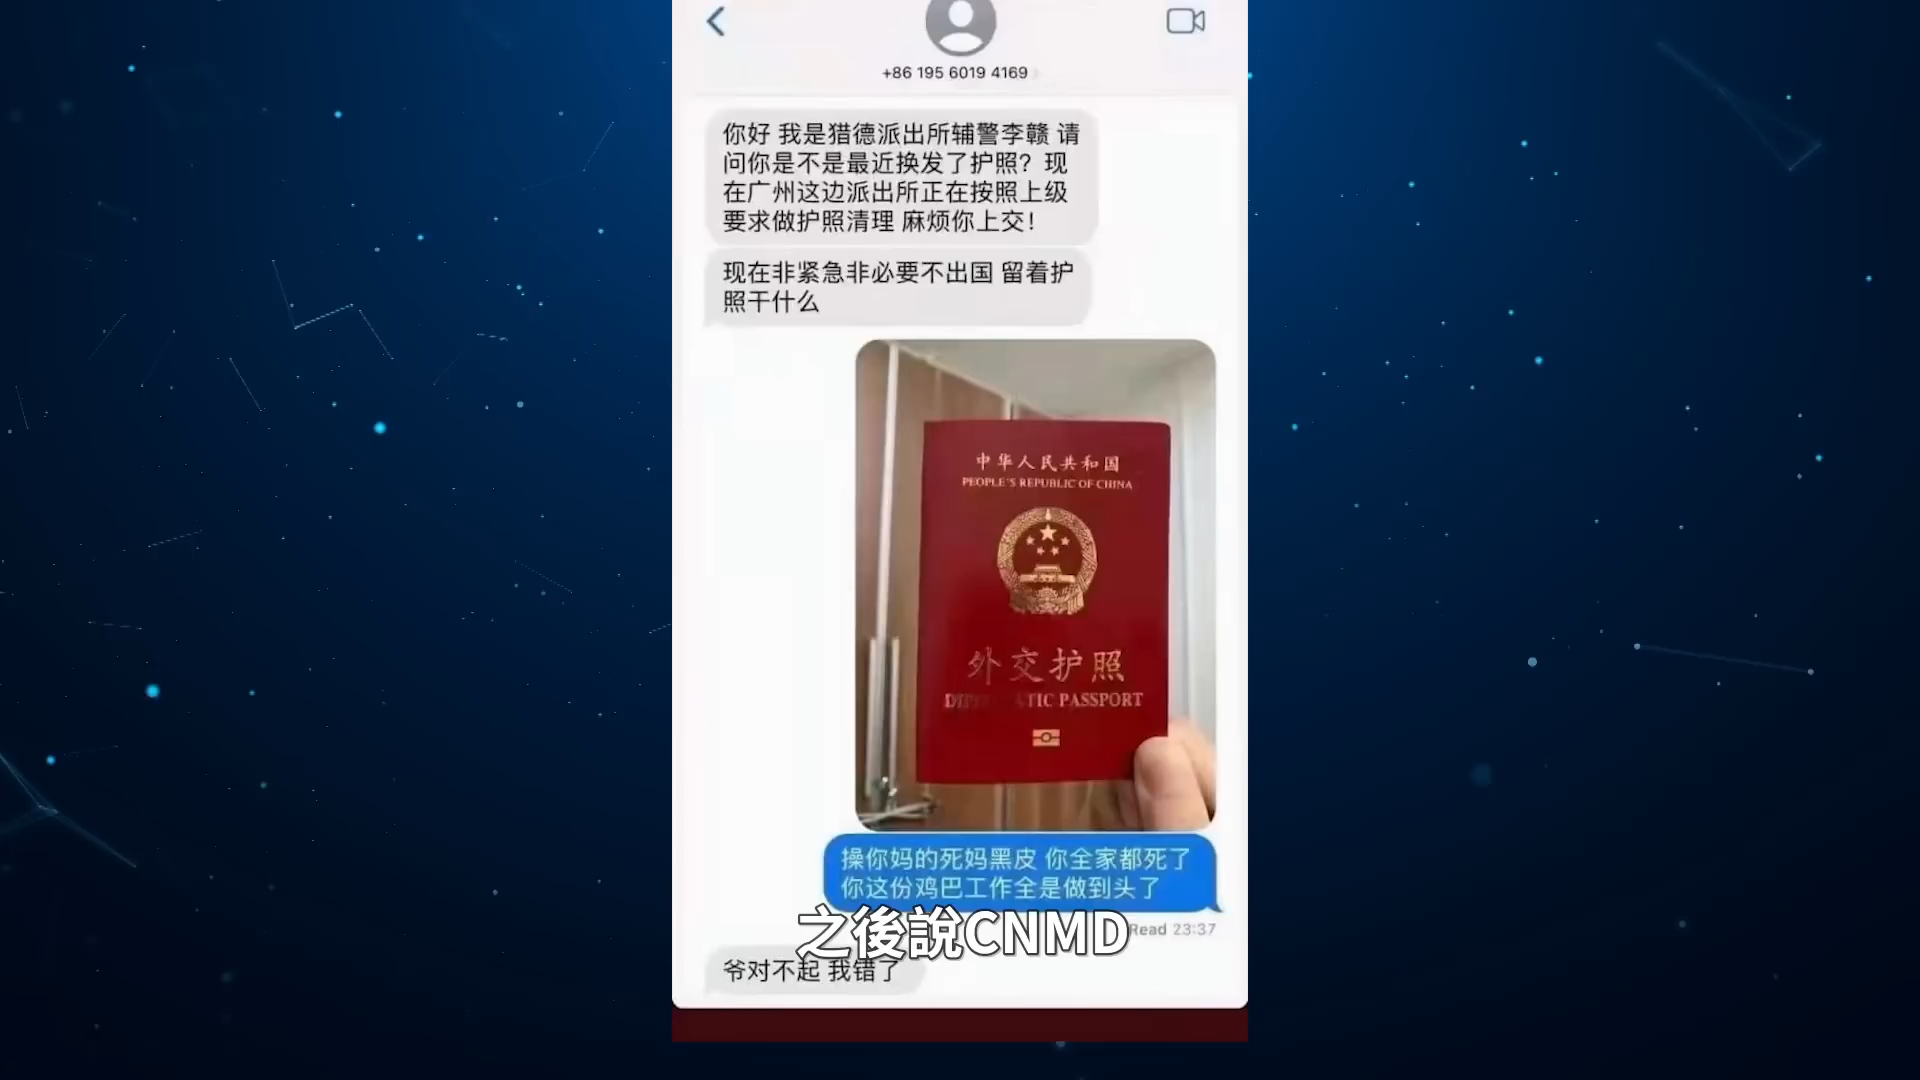 +86 195 6019 4169
你好 我是猎德派出所辅警李赣 请
问你是不是最近换发了护照？现
在广州这边派出所正在按照上级
要求做护照清理 麻烦你上交！
现在非紧急非必要不出国 留着护
照干什么
中华人民共和国
PEOPLE'S REPUBLIC OF CHINA
外交护照
PASSPORT
操你妈的死妈黑皮 你全家都死了
你这份鸡巴工作全是做到头了
Read 23:37
之後說CNMD
爷对不起 我错了